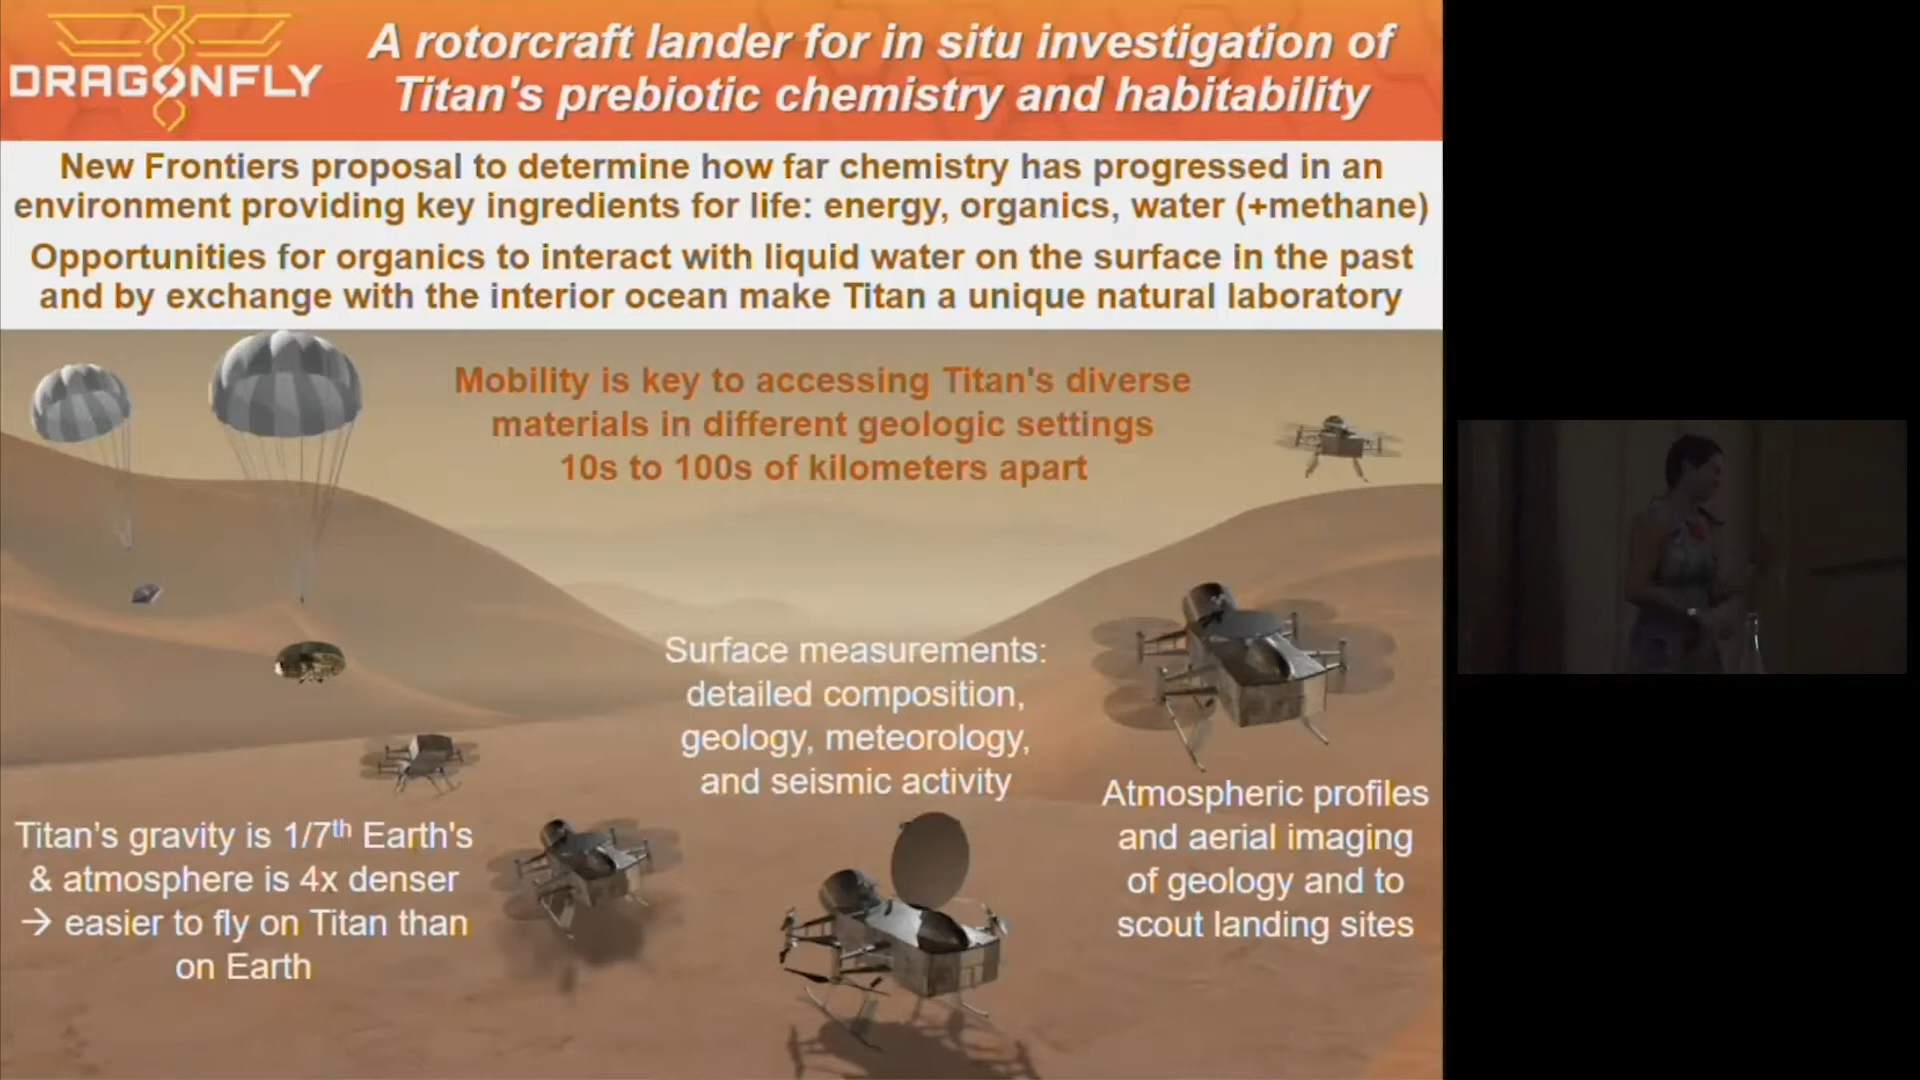 DRAGONFLY
A rotorcraft lander for in situ investigation of
Titan's prebiotic chemistry and habitability
New Frontiers proposal to determine how far chemistry has progressed in an
environment providing key ingredients for life: energy, organics, water (+methane)
Opportunities for organics to interact with liquid water on the surface in the past
and by exchange with the interior ocean make Titan a unique natural laboratory
Mobility is key to accessing Titan's diverse
materials in different geologic settings
10s to 100s of kilometers apart
Surface measurements:
detailed composition,
geology, meteorology,
and seismic activity
Atmospheric profiles
and aerial imaging
of geology and to
scout landing sites
Titan’s gravity is 1/7th Earth's
& atmosphere is 4x denser
→ easier to fly on Titan than
on Earth